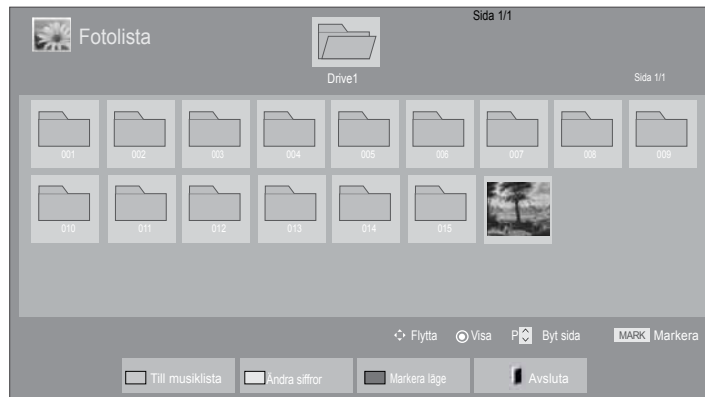 Sida 1/1
Fotolista
Drive1
Sida 1/1
001 002 003 004 005 006 007 008 009
010 011 012 013 014 015
Flytta Visa P Byt sida MARK Markera
Till musiklista Ändra siffror Markera läge Avsluta